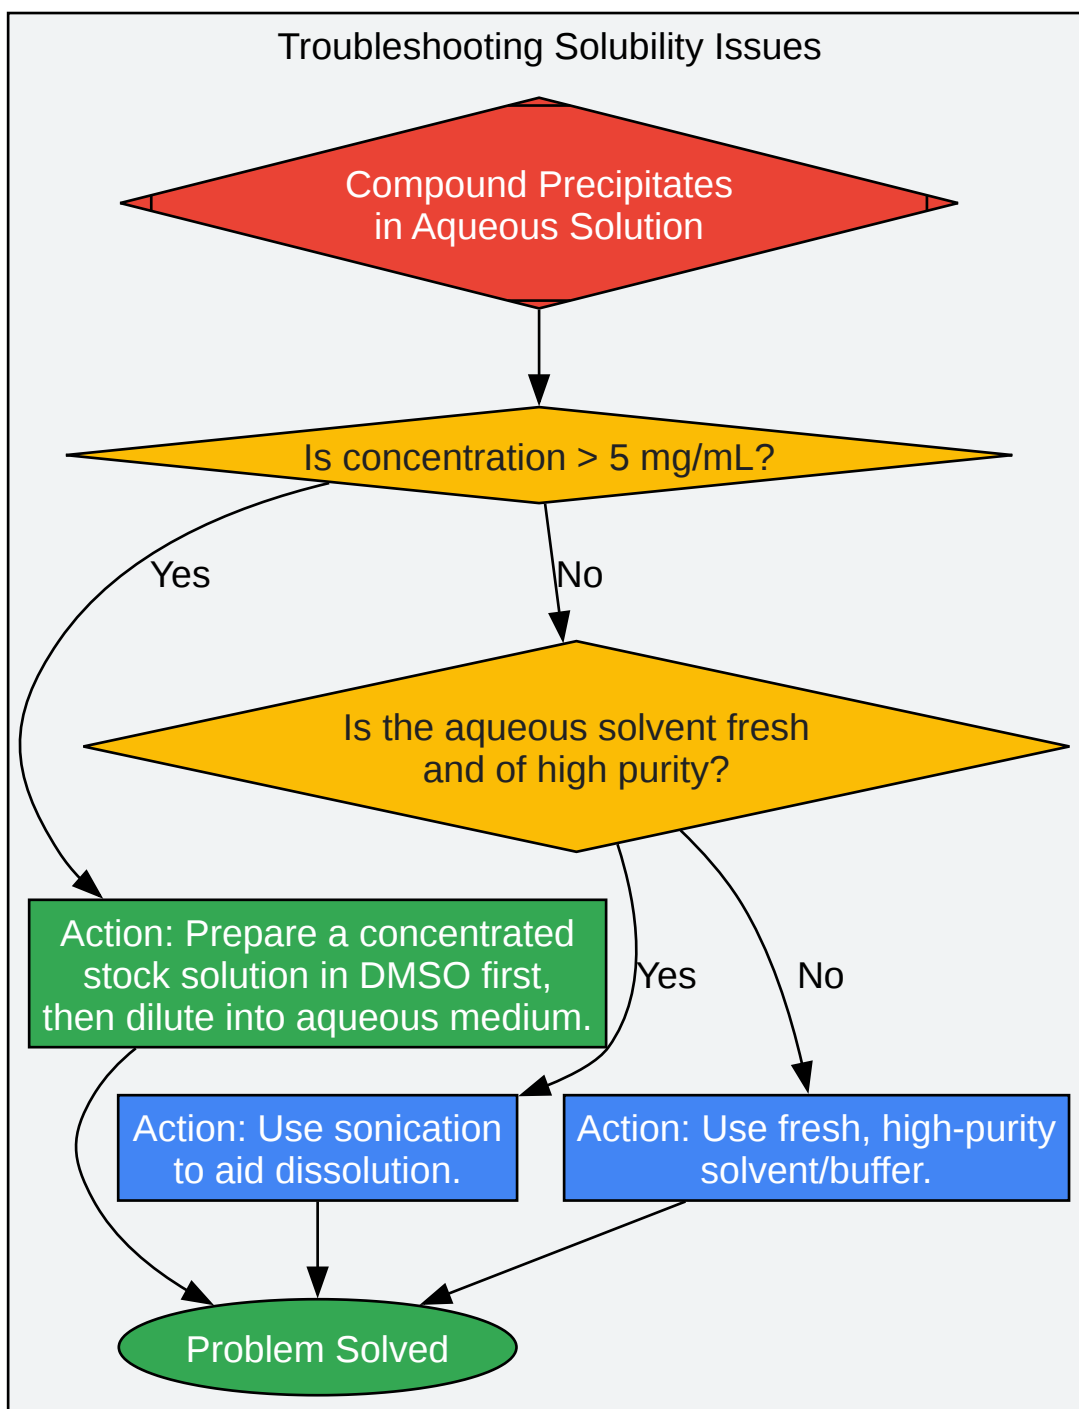 Troubleshooting Solubility Issues
Compound Precipitates
in Aqueous Solution
Is concentration > 5 mg/mL?
Yes
No
Is the aqueous solvent fresh
and of high purity?
Action: Prepare a concentrated
stock solution in DMSO first,
then dilute into aqueous medium.
Yes
No
Action: Use sonication
to aid dissolution.
Action: Use fresh, high-purity
solvent/buffer.
Problem Solved